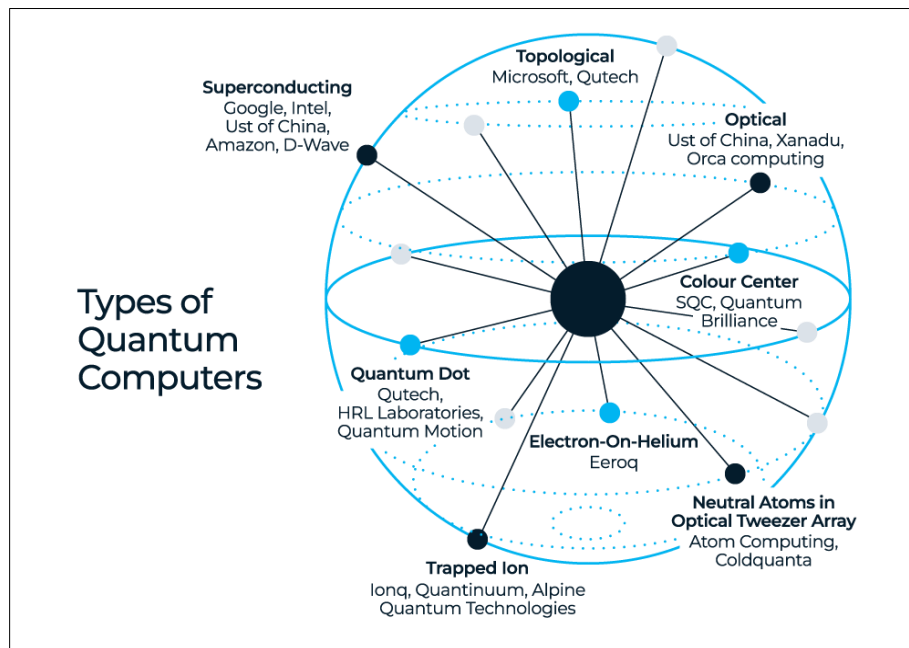 Types of
Quantum
Computers
Superconducting
Google, Intel,
Ust of China,
Amazon, D-Wave
Topological
Microsoft, Qutech
Optical
Ust of China, Xanadu,
Orca computing
Colour Center
SQC, Quantum
Brilliance
Quantum Dot
Qutech,
HRL Laboratories,
Quantum Motion
Electron-On-Helium
Eeroq
Neutral Atoms in
Optical Tweezer Array
Atom Computing,
Coldquanta
Trapped Ion
Ionq, Quantinuum, Alpine
Quantum Technologies